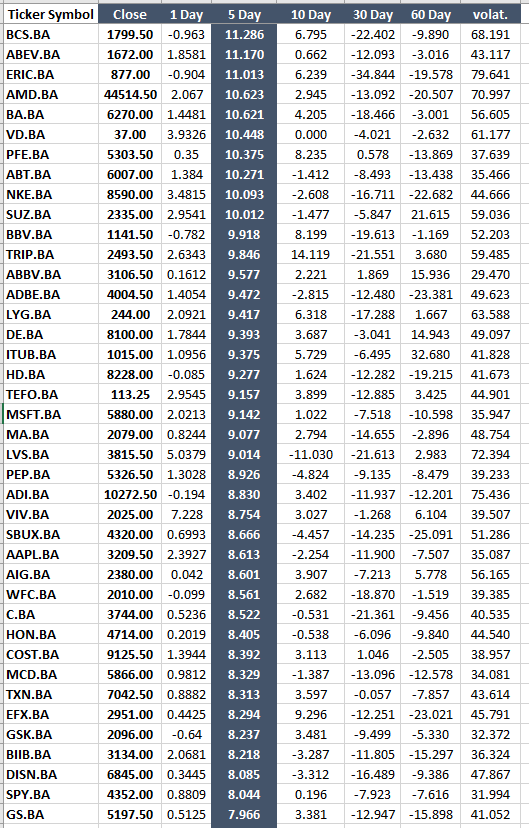 Ticker Symbol Close 1 Day 5 Day 10 Day 30 Day 60 Day volat.
BCS.BA 1799.50 -0.963 11.286 6.795 -22.402 -9.890 68.191
ABEV.BA 1672.00 1.8581 11.170 0.662 -12.093 -3.016 43.117
ERIC.BA 877.00 -0.904 11.013 6.239 -34.844 -19.578 79.641
AMD.BA 44514.50 2.067 10.623 2.945 -13.092 -20.507 70.997
BA.BA 6270.00 1.4481 10.621 4.205 -18.466 -3.001 56.605
VD.BA 37.00 3.9326 10.448 0.000 -4.021 -2.632 61.177
PFE.BA 5303.50 0.35 10.375 8.235 0.578 -13.869 37.639
ABT.BA 6007.00 1.384 10.271 -1.412 -8.493 -13.438 35.466
NKE.BA 8590.00 3.4815 10.093 -2.608 -16.711 -22.682 44.666
SUZ.BA 2335.00 2.9541 10.012 -1.477 -5.847 21.615 59.036
BBV.BA 1141.50 -0.782 9.918 8.199 -19.613 -1.169 52.203
TRIP.BA 2493.50 2.6343 9.846 14.119 -21.551 3.680 59.485
ABBV.BA 3106.50 0.1612 9.577 2.221 1.869 15.936 29.470
ADBE.BA 4004.50 1.4054 9.472 -2.815 -12.480 -23.381 49.623
LYG.BA 244.00 2.0921 9.417 6.318 -17.288 1.667 63.588
DE.BA 8100.00 1.7844 9.393 3.687 -3.041 14.943 49.097
ITUB.BA 1015.00 1.0956 9.375 5.729 -6.495 32.680 41.828
HD.BA 8228.00 -0.085 9.277 1.624 -12.282 -19.215 41.673
TEFO.BA 113.25 2.9545 9.157 3.899 -12.885 3.425 44.901
MSFT.BA 5880.00 2.0213 9.142 1.022 -7.518 -10.598 35.947
MA.BA 2079.00 0.8244 9.077 2.794 -14.655 -2.896 48.754
LVS.BA 3815.50 5.0379 9.014 -11.030 -21.613 2.983 72.394
PEP.BA 5326.50 1.3028 8.926 -4.824 -9.135 -8.479 39.233
ADI.BA 10272.50 -0.194 8.830 3.402 -11.937 -12.201 75.436
VIV.BA 2025.00 7.228 8.754 3.027 -1.268 6.104 39.507
SBUX.BA 4320.00 0.6993 8.666 -4.457 -14.235 -25.091 51.286
AAPL.BA 3209.50 2.3927 8.613 -2.254 -11.900 -7.507 35.087
AIG.BA 2380.00 0.042 8.601 3.907 -7.213 5.778 56.165
WFC.BA 2010.00 -0.099 8.561 2.682 -18.870 -1.519 39.385
C.BA 3744.00 0.5236 8.522 -0.531 -21.361 -9.456 40.535
HON.BA 4714.00 0.2019 8.405 -0.538 -6.096 -9.840 44.540
COST.BA 9125.50 1.3944 8.392 3.113 1.046 -2.505 38.957
MCD.BA 5866.00 0.9812 8.329 -1.387 -13.096 -12.578 34.081
TXN.BA 7042.50 0.8882 8.313 3.597 -0.057 -7.857 43.614
EFX.BA 2951.00 0.4425 8.294 9.296 -12.251 -23.021 45.791
GSK.BA 2096.00 -0.64 8.237 3.481 -9.499 -5.330 32.372
BIIB.BA 3134.00 2.0681 8.218 -3.287 -11.805 -15.297 36.324
DISN.BA 6845.00 0.3445 8.085 -3.312 -16.489 -9.386 47.867
SPY.BA 4352.00 0.8809 8.044 0.196 -7.923 -7.616 31.994
GS.BA 5197.50 0.5125 7.966 3.381 -12.947 -15.898 41.052